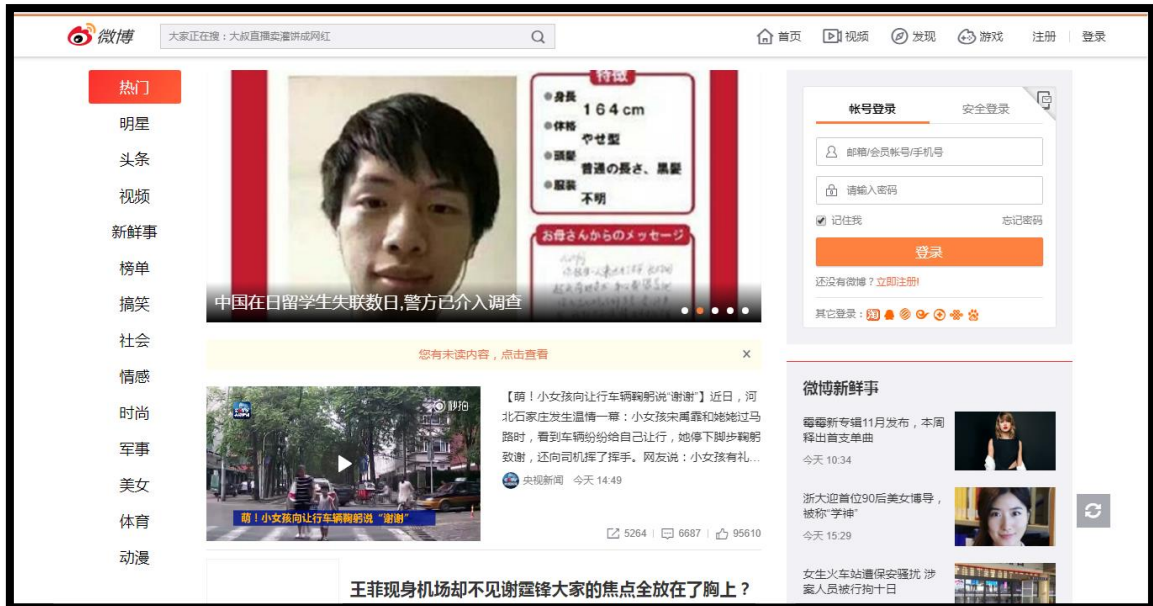 微博
大家正在搜：大叔直播卖灌饼成网红
首页
视频
发现
游戏
注册
登录
热门
明星
头条
视频
新鲜事
榜单
搞笑
社会
情感
时尚
军事
美女
体育
动漫
特徴
身長
164cm
体格
やせ型
頭髪
普通の長さ、黒髪
服装
不明
お母さんからのメッセージ
中国在日留学生失联数日,警方已介入调查
您有未读内容，点击查看
×
秒拍
萌！小女孩向让行车辆鞠躬说“谢谢”
【萌！小女孩向让行车辆鞠躬说“谢谢”】近日，河
北石家庄发生温情一幕：小女孩宋禹霏和姥姥过马
路时，看到车辆纷纷给自己让行，她停下脚步鞠躬
致谢，还向司机挥了挥手。网友说：小女孩有礼...
央视新闻 今天 14:49
5264
6687
95610
王菲现身机场却不见谢霆锋大家的焦点全放在了胸上？
帐号登录
安全登录
邮箱/会员帐号/手机号
请输入密码
记住我
忘记密码
登录
还没有微博？立即注册!
其它登录：
淘
微博新鲜事
霉霉新专辑11月发布，本周
释出首支单曲
今天 10:34
浙大迎首位90后美女博导，
被称“学神”
今天 15:29
女生火车站遭保安骚扰 涉
案人员被行拘十日